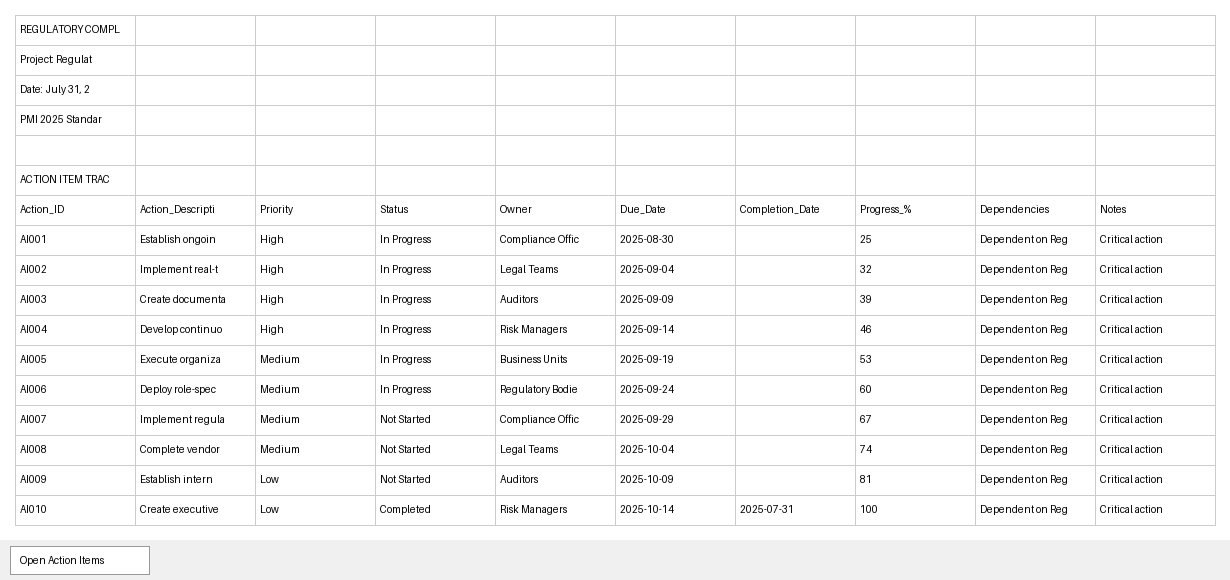 REGULATORY COMPL
Project: Regulat
Date: July 31, 2
PMI 2025 Standar
ACTION ITEM TRAC
Action_ID Action_Descripti Priority Status Owner Due_Date Completion_Date Progress_% Dependencies Notes
AI001 Establish ongoin High In Progress Compliance Offic 2025-08-30 25 Dependent on Reg Critical action
AI002 Implement real-t High In Progress Legal Teams 2025-09-04 32 Dependent on Reg Critical action
AI003 Create documenta High In Progress Auditors 2025-09-09 39 Dependent on Reg Critical action
AI004 Develop continuo High In Progress Risk Managers 2025-09-14 46 Dependent on Reg Critical action
AI005 Execute organiza Medium In Progress Business Units 2025-09-19 53 Dependent on Reg Critical action
AI006 Deploy role-spec Medium In Progress Regulatory Bodie 2025-09-24 60 Dependent on Reg Critical action
AI007 Implement regula Medium Not Started Compliance Offic 2025-09-29 67 Dependent on Reg Critical action
AI008 Complete vendor Medium Not Started Legal Teams 2025-10-04 74 Dependent on Reg Critical action
AI009 Establish intern Low Not Started Auditors 2025-10-09 81 Dependent on Reg Critical action
AI010 Create executive Low Completed Risk Managers 2025-10-14 2025-07-31 100 Dependent on Reg Critical action
Open Action Items